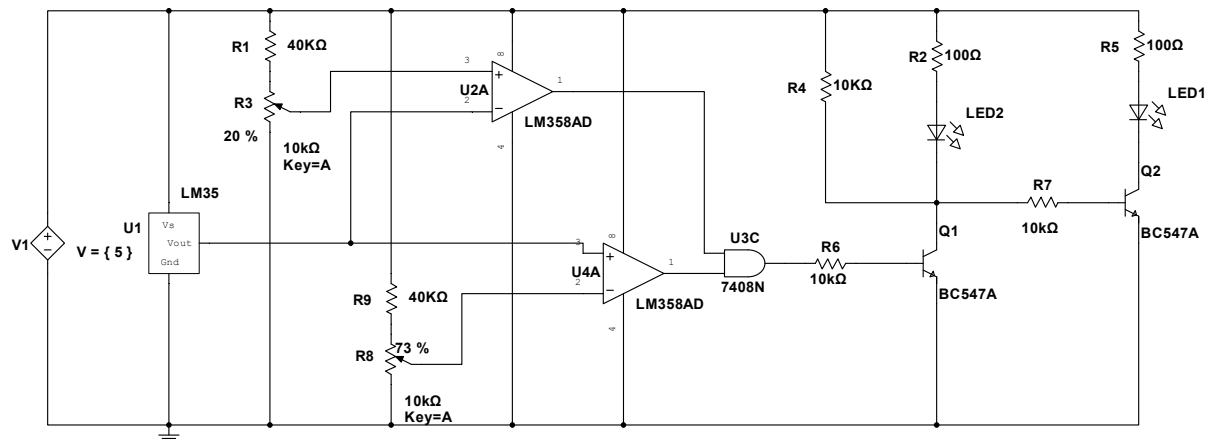 R1
40KΩ
R3
20 %
10kΩ
Key=A
3
2
8
4
1
U2A
LM358AD
R4
10KΩ
R2
100Ω
LED2
R5
100Ω
LED1
LM35
U1
Vs
Vout
Gnd
V1
V = { 5 }
R9
40KΩ
R8
73 %
10kΩ
Key=A
3
2
8
4
1
U4A
LM358AD
U3C
7408N
R6
10kΩ
Q1
BC547A
R7
10kΩ
Q2
BC547A